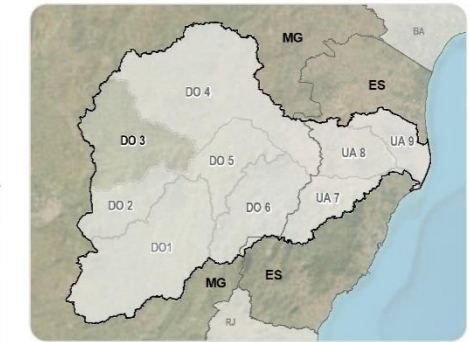 BA
MG
ES
DO 4
DO 3
UA 9
UA 8
DO 5
DO 2
DO 6
UA 7
DO1
MG
ES
RJ